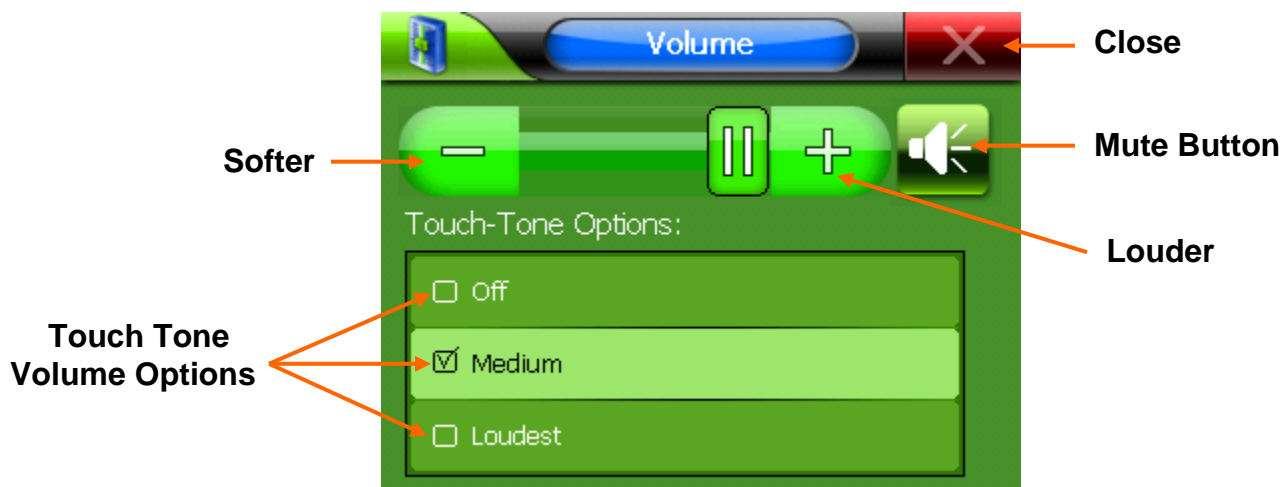 Volume
Close
Softer
Mute Button
Touch-Tone Options:
Louder
Off
Touch Tone
Volume Options
Medium
Loudest